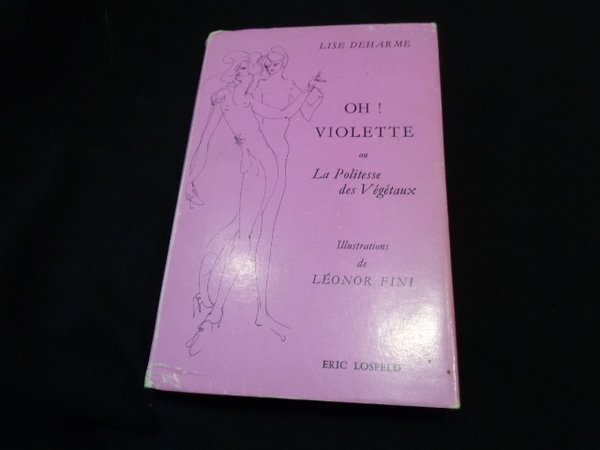 LISE DEHARME
OH !
VIOLETTE
ou
La Politesse
des Végétaux
Illustrations
de
LÉONOR FINI
ERIC LOSFELD